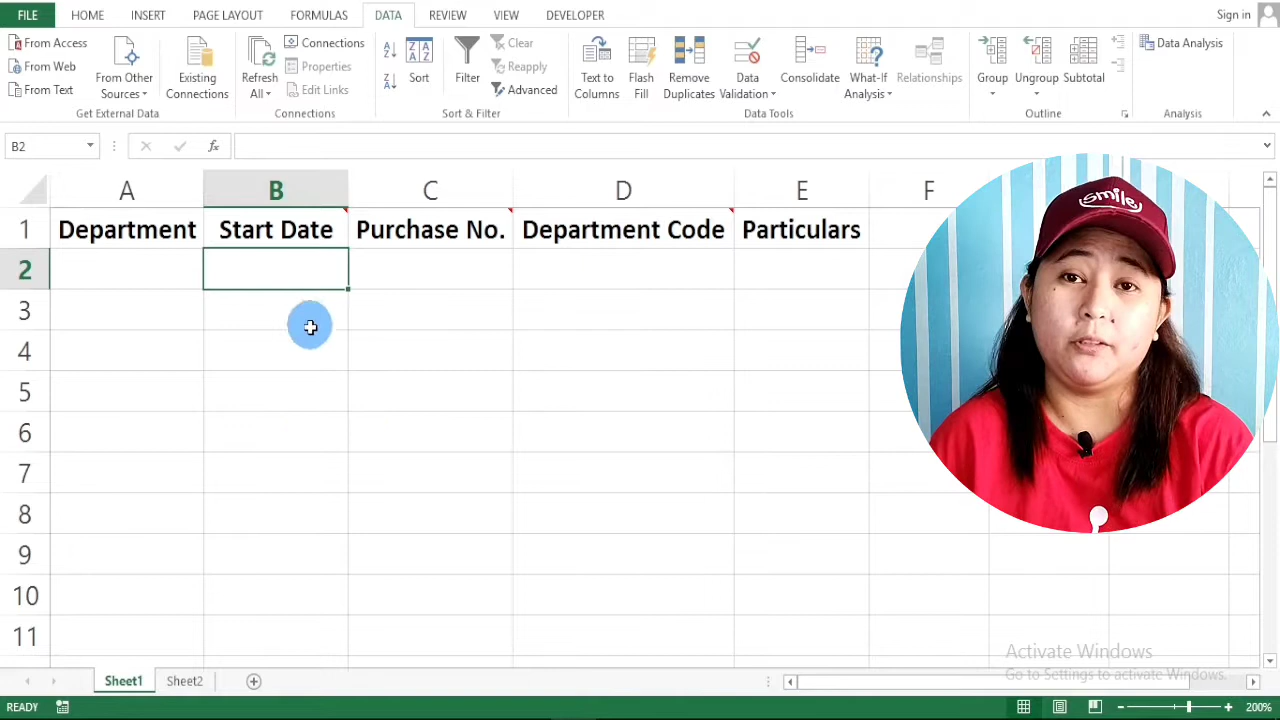 FILE HOME INSERT PAGE LAYOUT FORMULAS DATA REVIEW VIEW DEVELOPER Sign in
From Access
From Web
From Text
From Other Sources
Existing Connections
Get External Data
Refresh All
Connections
Properties
Edit Links
Connections
Sort
Filter
Clear
Reapply
Advanced
Sort & Filter
Text to Columns
Flash Fill
Remove Duplicates
Data Validation
Consolidate
What-If Analysis
Relationships
Data Tools
Group
Ungroup
Subtotal
Outline
Data Analysis
Analysis
B2 fx
A B C D E F
1 Department Start Date Purchase No. Department Code Particulars
2
3
4
5
6
7
8
9
10
11
smile
Activate Windows
Go to Settings to activate Windows.
Sheet1 Sheet2
READY 200%